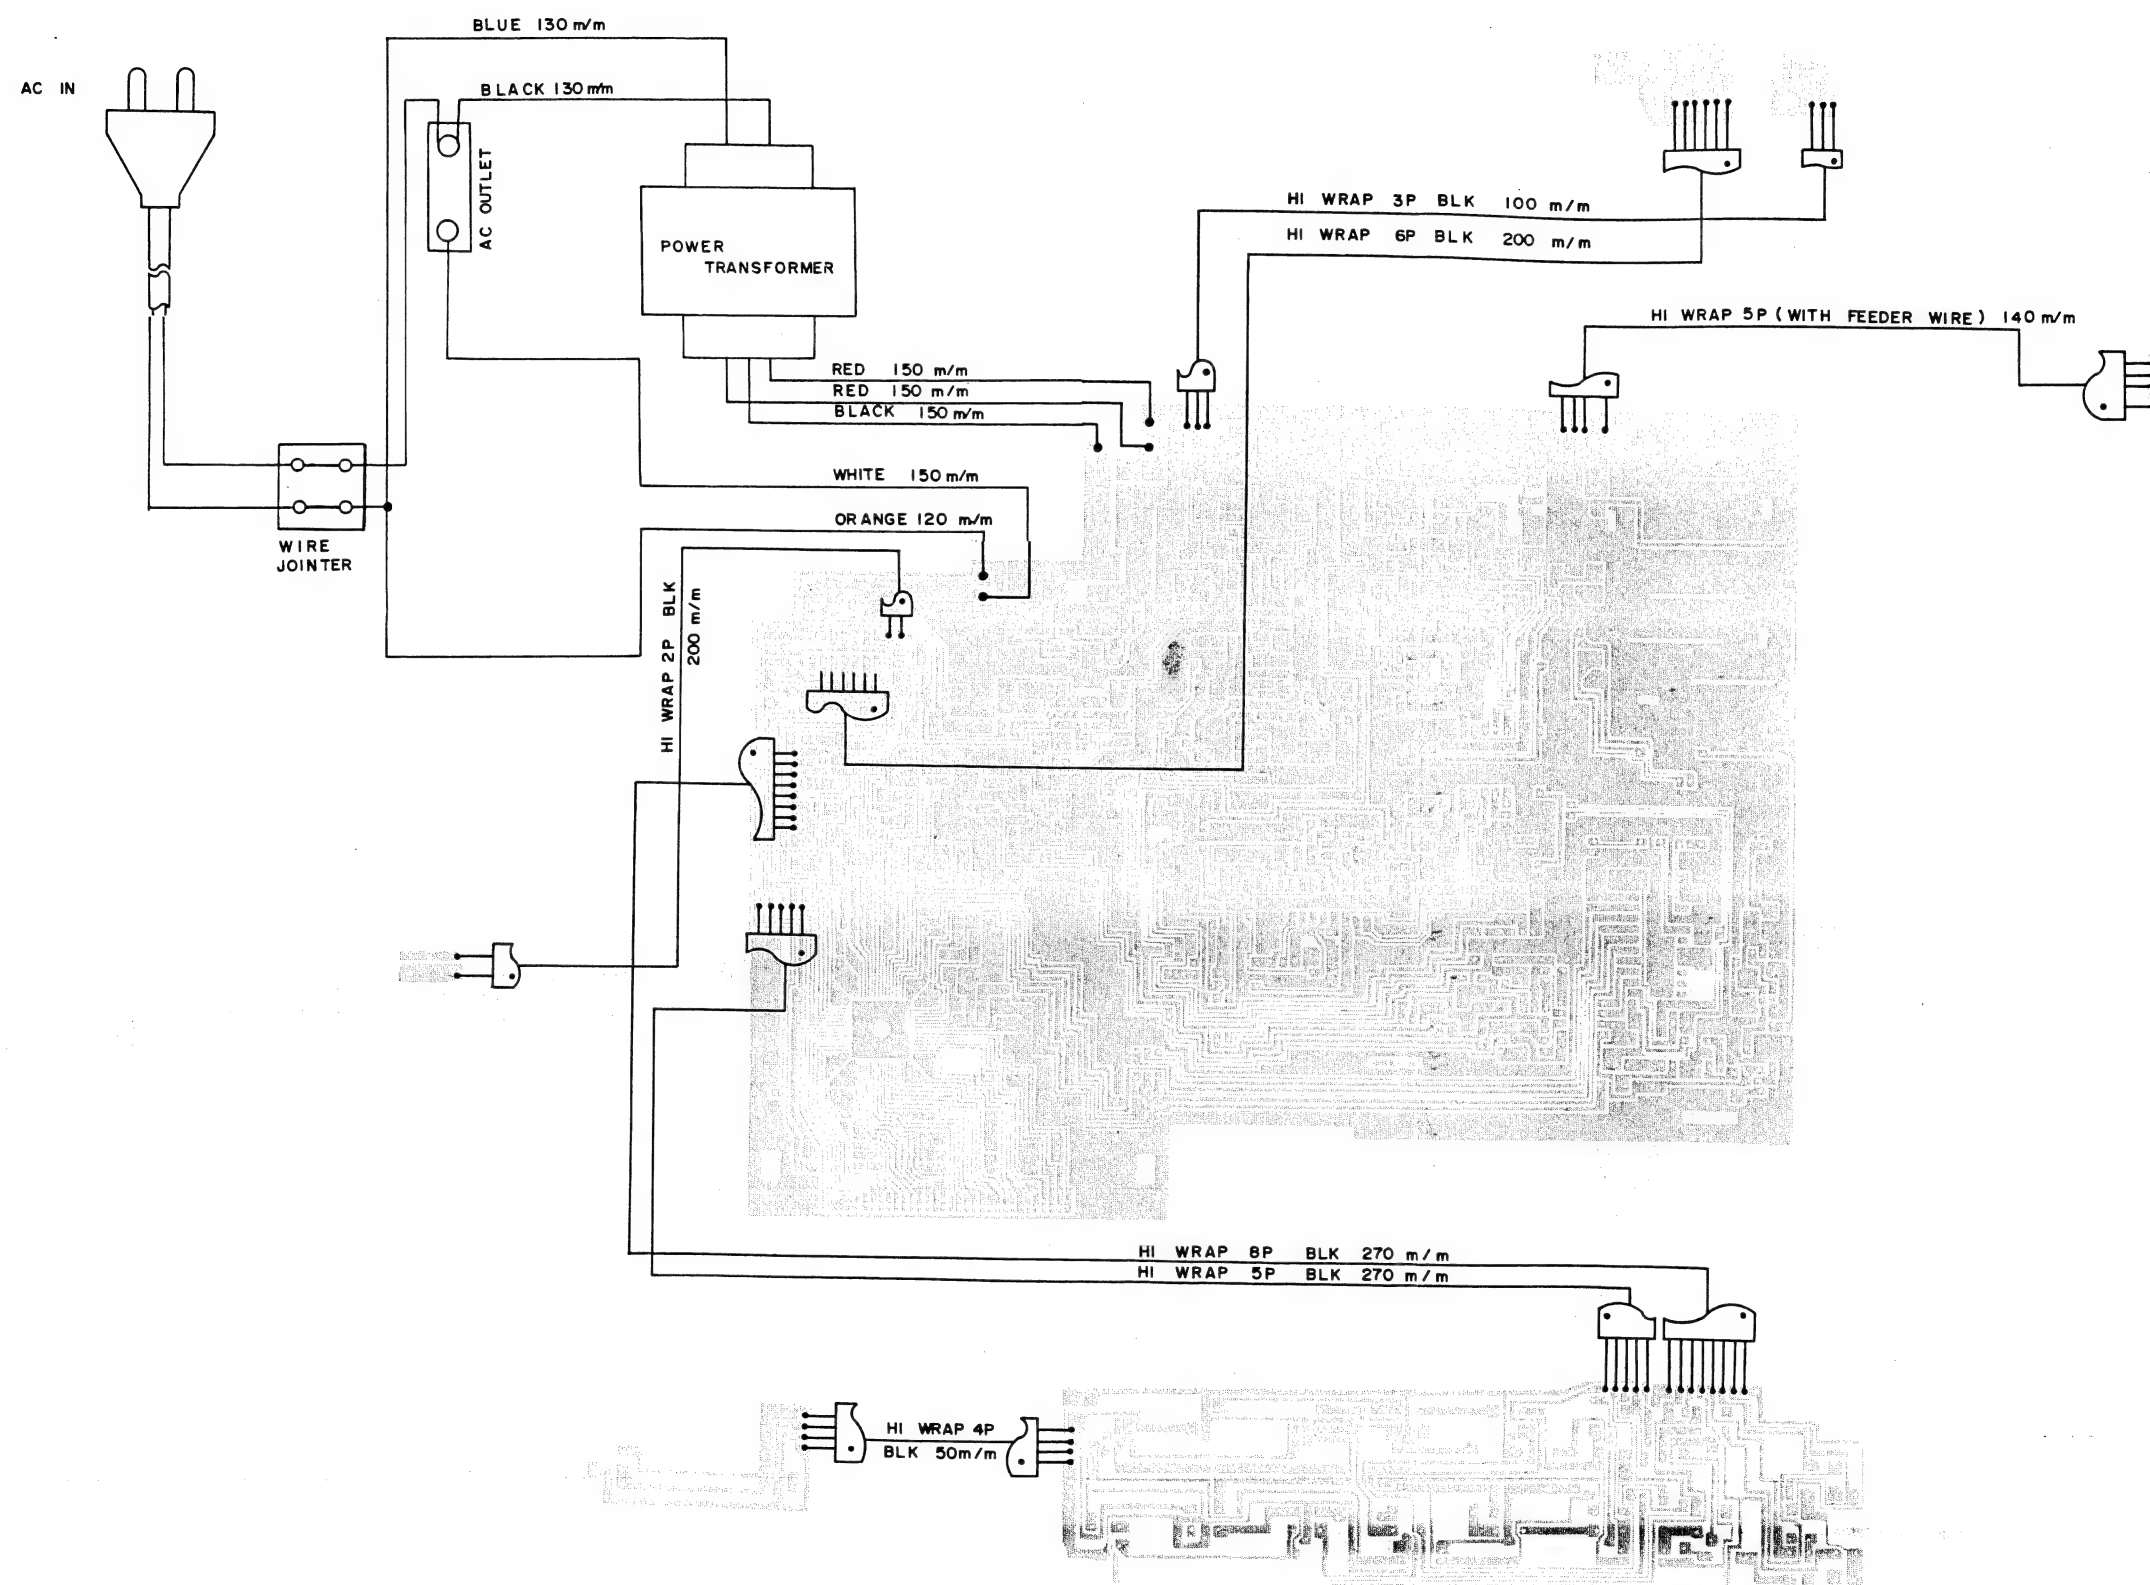 BLUE 130 m/m
AC IN
BLACK 130 m/m
AC OUTLET
POWER
TRANSFORMER
HI WRAP 3P BLK 100 m/m
HI WRAP 6P BLK 200 m/m
HI WRAP 5P (WITH FEEDER WIRE) 140 m/m
RED 150 m/m
RED 150 m/m
BLACK 150 m/m
WHITE 150 m/m
ORANGE 120 m/m
WIRE
JOINTER
HI WRAP 2P BLK
200 m/m
HI WRAP 8P BLK 270 m/m
HI WRAP 5P BLK 270 m/m
HI WRAP 4P
BLK 50m/m